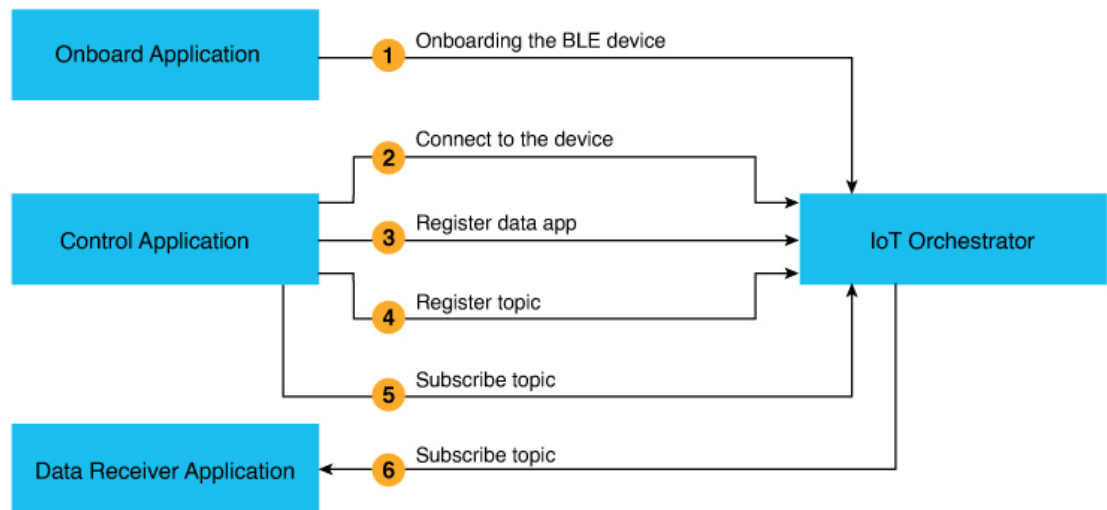 Onboard Application
1
Onboarding the BLE device
2
Connect to the device
Control Application
3
Register data app
IoT Orchestrator
4
Register topic
5
Subscribe topic
Data Receiver Application
6
Subscribe topic